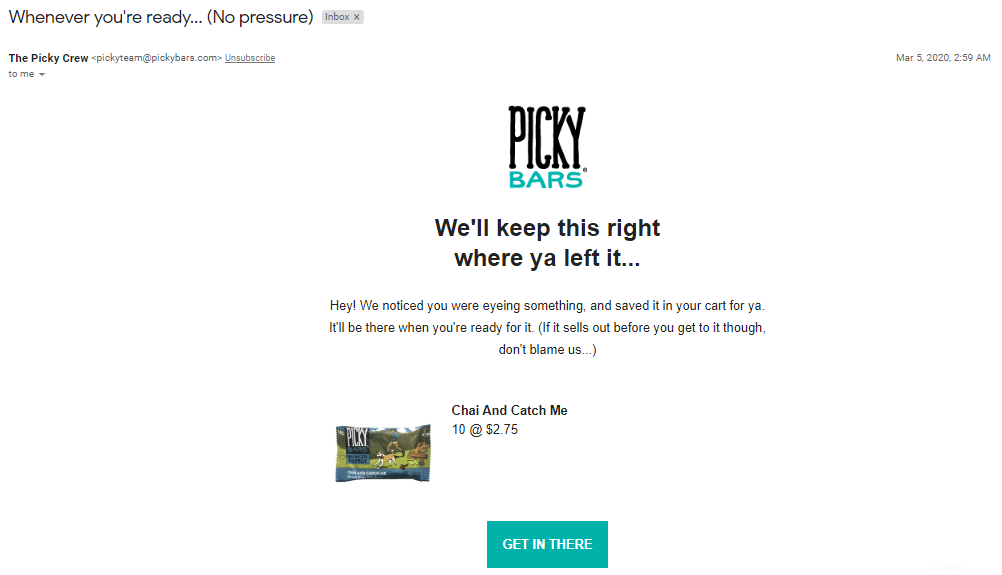 Whenever you're ready... (No pressure) Inbox x
The Picky Crew <pickyteam@pickybars.com> Unsubscribe Mar 5, 2020, 2:59 AM
to me
PICKY
BARS®
We'll keep this right
where ya left it...
Hey! We noticed you were eyeing something, and saved it in your cart for ya.
It'll be there when you're ready for it. (If it sells out before you get to it though,
don't blame us...)
Chai And Catch Me
10 @ $2.75
PICKY
BARS
CHAI AND CATCH ME
GET IN THERE